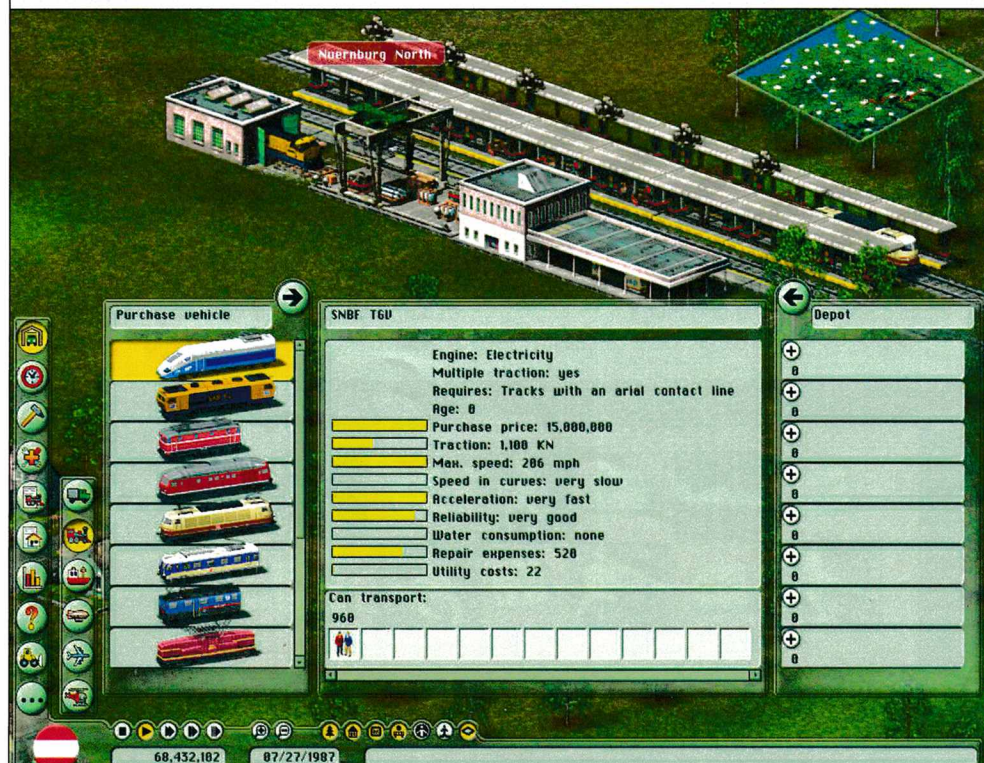 Nuernburg North
Purchase vehicle
SNBF TGV
Depot
Engine: Electricity
Multiple traction: yes
Requires: Tracks with an arial contact line
Age: 0
Purchase price: 15,000,000
Traction: 1,100 KN
Max. speed: 206 mph
Speed in curves: very slow
Acceleration: very fast
Reliability: very good
Water consumption: none
Repair expenses: 520
Utility costs: 22
Can transport:
960
0
0
0
0
0
0
0
0
68,432,102
07/27/1987